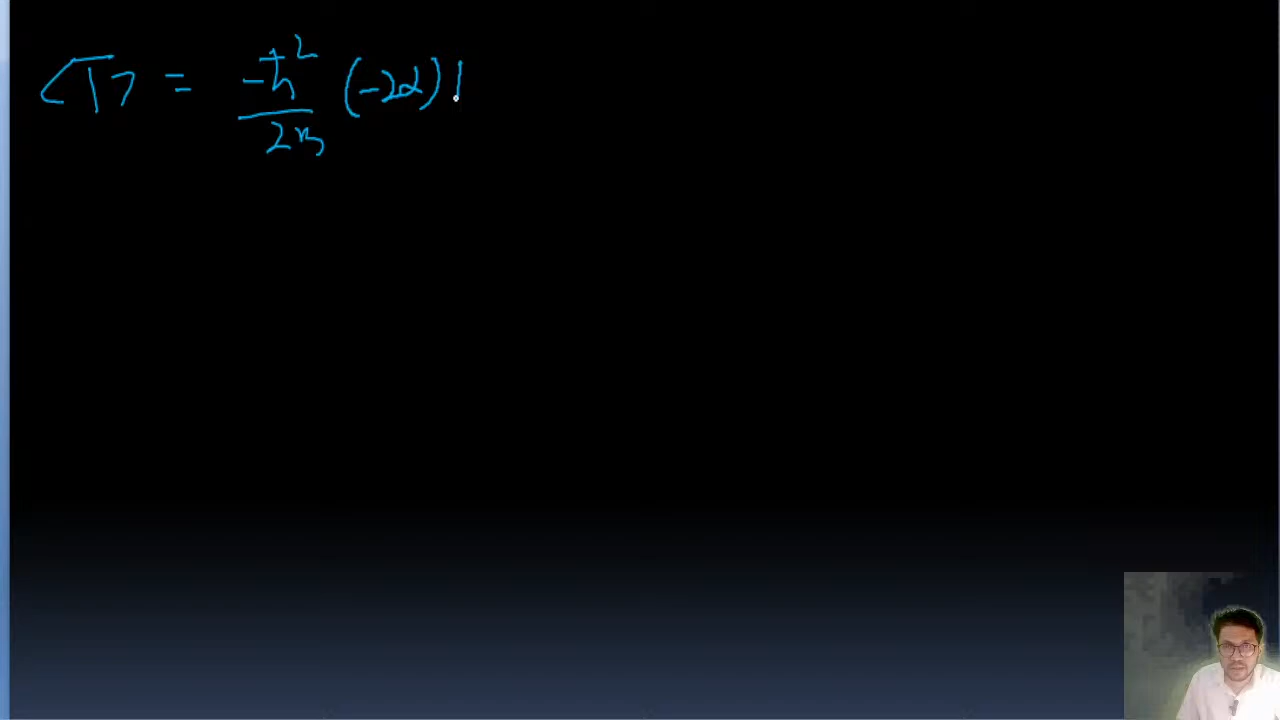 <T> = -ħ²/2m (-2α) |